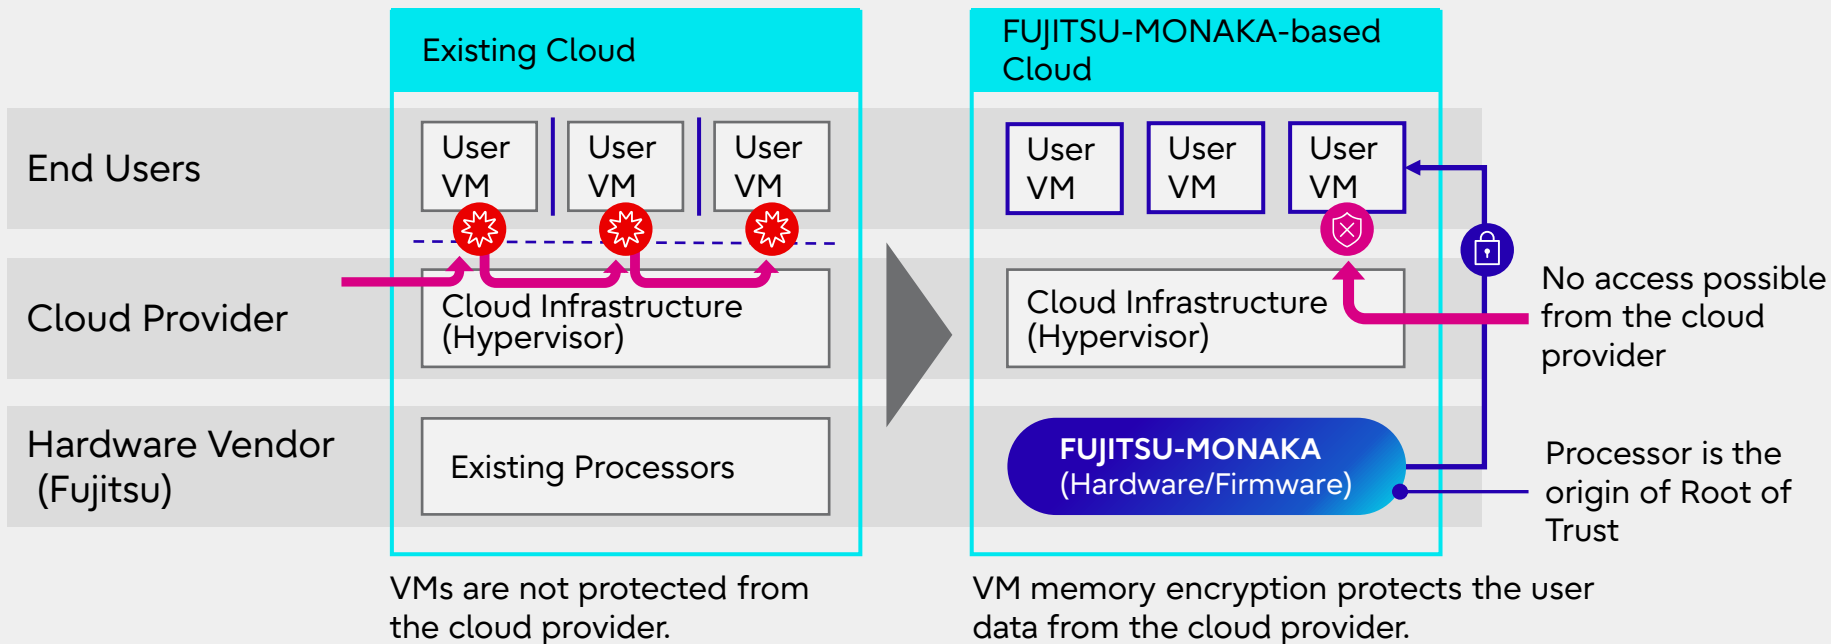 Existing Cloud
FUJITSU-MONAKA-based
Cloud
End Users
User
VM
User
VM
User
VM
User
VM
User
VM
User
VM
Cloud Provider
Cloud Infrastructure
(Hypervisor)
Cloud Infrastructure
(Hypervisor)
No access possible
from the cloud
provider
Hardware Vendor
(Fujitsu)
Existing Processors
FUJITSU-MONAKA
(Hardware/Firmware)
Processor is the
origin of Root of
Trust
VMs are not protected from
the cloud provider.
VM memory encryption protects the user
data from the cloud provider.